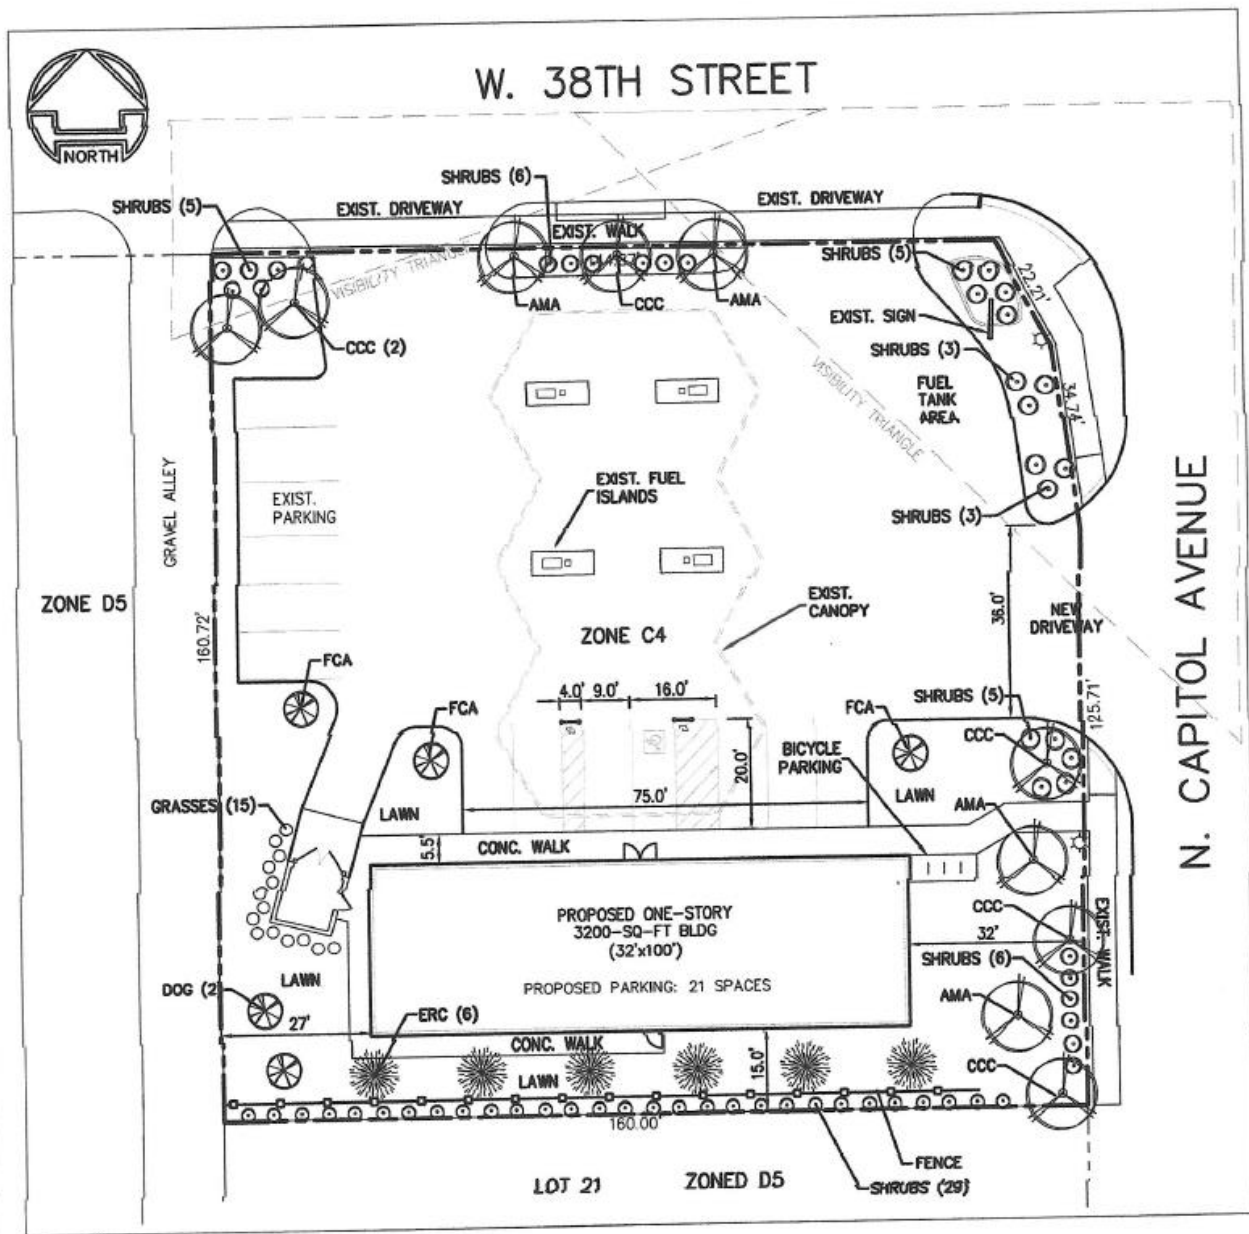 W. 38TH STREET
NORTH
SHRUBS (6)
SHRUBS (5)
EXIST. DRIVEWAY
EXIST. DRIVEWAY
EXIST. WALK
SHRUBS (5)
VISIBILITY TRIANGLE
22.21'
AMA
CCC
AMA
EXIST. SIGN
CCC (2)
SHRUBS (3)
VISIBILITY TRIANGLE
FUEL
TANK
AREA
34.74'
GRAVEL ALLEY
EXIST.
PARKING
EXIST. FUEL
ISLANDS
SHRUBS (3)
N. CAPITOL AVENUE
ZONE D5
EXIST.
CANOPY
36.0'
NEW
DRIVEWAY
160.72'
ZONE C4
FCA
4.0'
9.0'
16.0'
SHRUBS (5)
125.71'
FCA
FCA
CCC
BICYCLE
PARKING
20.0'
75.0'
GRASSES (15)
LAWN
LAWN
AMA
5.5'
CONC. WALK
PROPOSED ONE-STORY
3200-SQ-FT BLDG
(32'x100')
CCC
EXIST. WALK
32'
SHRUBS (6)
LAWN
PROPOSED PARKING: 21 SPACES
DOG (2
AMA
27'
ERC (6)
CONC. WALK
15.0'
LAWN
CCC
160.00'
FENCE
LOT 21
ZONED D5
SHRUBS (29)